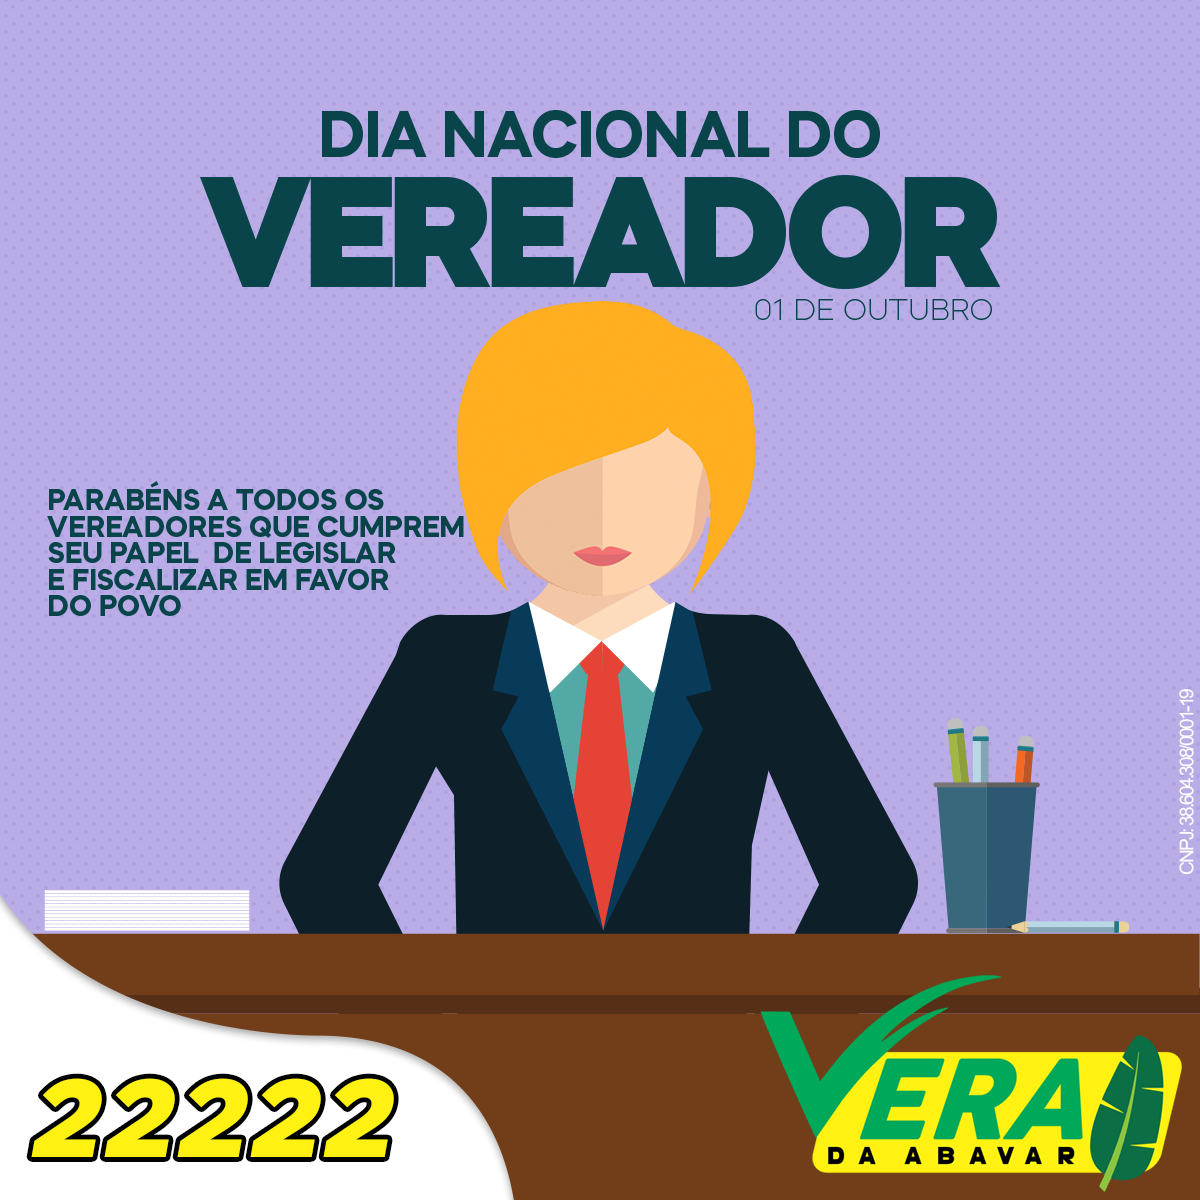 DIA NACIONAL DO
VEREADOR
01 DE OUTUBRO
PARABÉNS A TODOS OS
VEREADORES QUE CUMPREM
SEU PAPEL  DE LEGISLAR
E FISCALIZAR EM FAVOR
DO POVO
CNPJ: 38.604.308/0001-19
22222
VERA
DA ABAVAR